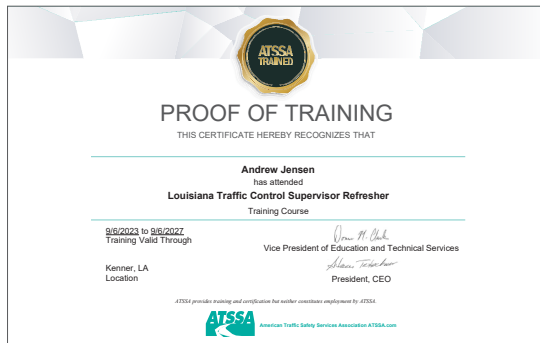 ATSSA
TRAINED
PROOF OF TRAINING
THIS CERTIFICATE HEREBY RECOGNIZES THAT
Andrew Jensen
has attended
Louisiana Traffic Control Supervisor Refresher
Training Course
9/6/2023 to 9/6/2027
Training Valid Through
Vice President of Education and Technical Services
Kenner, LA
Location
President, CEO
ATSSA provides training and certification but neither constitutes employment by ATSSA.
ATSSA
American Traffic Safety Services Association ATSSA.com